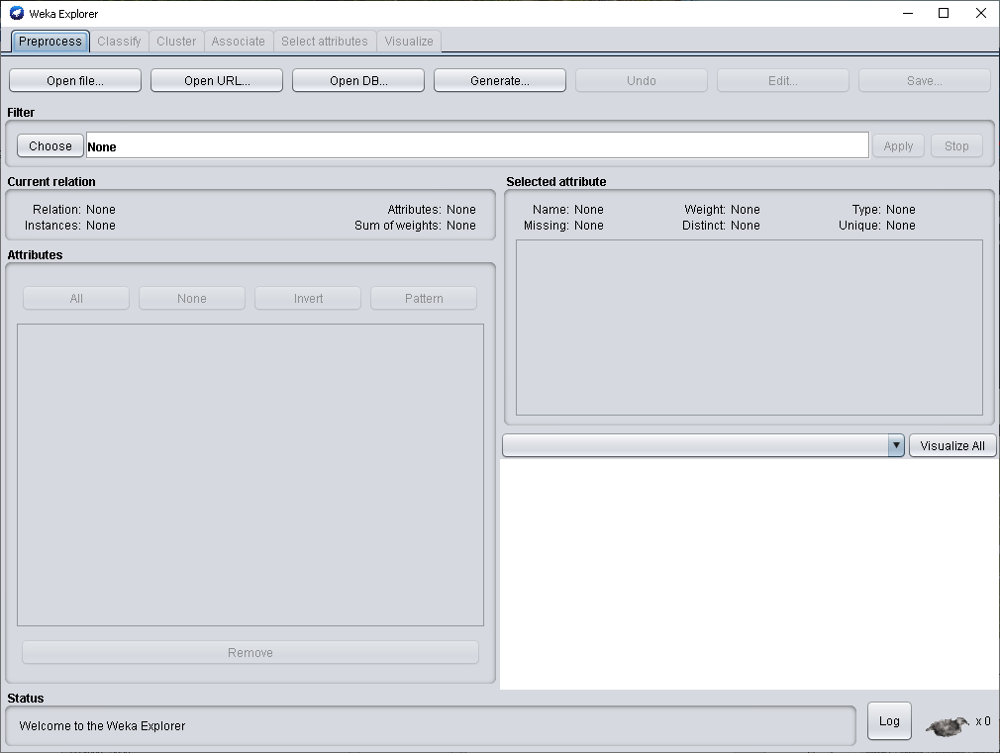 Weka Explorer
Preprocess Classify Cluster Associate Select attributes Visualize
Open file... Open URL... Open DB... Generate... Undo Edit... Save...
Filter
Choose None Apply Stop
Current relation
Relation: None Attributes: None
Instances: None Sum of weights: None
Selected attribute
Name: None Weight: None Type: None
Missing: None Distinct: None Unique: None
Attributes
All None Invert Pattern
Visualize All
Remove
Status
Welcome to the Weka Explorer
Log x 0